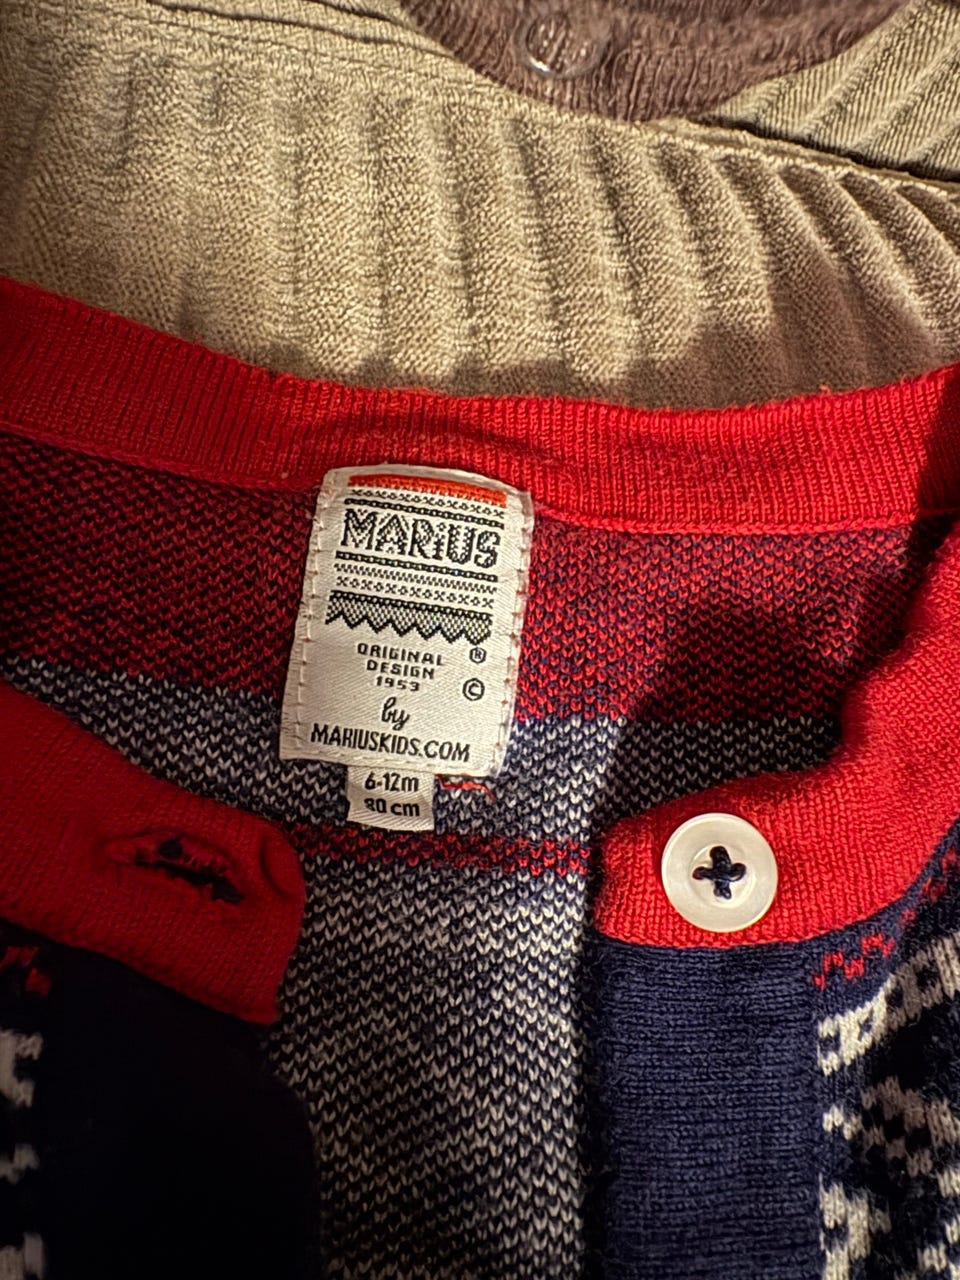 MARiUS
ORIGINAL ®
DESIGN
1953 ©
by
MARIUSKIDS.COM
6-12m
80 cm